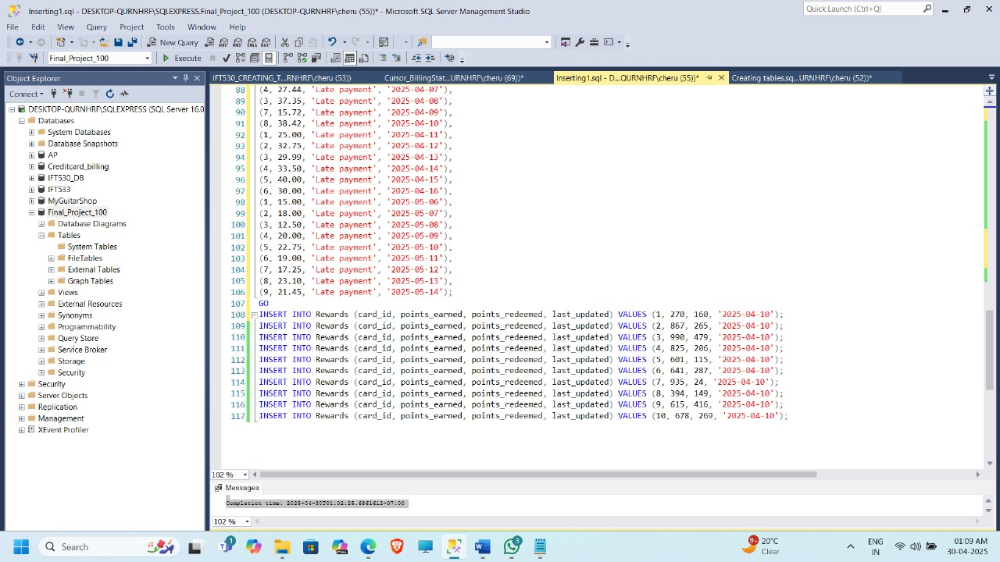 Inserting1.sql - DESKTOP-QURNHRF\SQLEXPRESS.Final_Project_100 (DESKTOP-QURNHRF\cheru (55))* - Microsoft SQL Server Management Studio
Quick Launch (Ctrl+Q)
File Edit View Query Project Tools Window Help
New Query
Final_Project_100 Execute
Object Explorer
IFT530_CREATING_T...RNHRF\cheru (53)) Cursor_BillingStat...URNHRF\cheru (69))* Inserting1.sql - D...QURNHRF\cheru (55))* Creating tables.sq...URNHRF\cheru (52))*
Connect
DESKTOP-QURNHRF\SQLEXPRESS (SQL Server 16.0
Databases
System Databases
Database Snapshots
AP
Creditcard_billing
IFT530_DB
IFT533
MyGuitarShop
Final_Project_100
Database Diagrams
Tables
System Tables
FileTables
External Tables
Graph Tables
Views
External Resources
Synonyms
Programmability
Query Store
Service Broker
Storage
Security
Security
Server Objects
Replication
Management
XEvent Profiler
88 (4, 27.44, 'Late payment', '2025-04-07'),
89 (3, 37.35, 'Late payment', '2025-04-08'),
90 (7, 15.72, 'Late payment', '2025-04-09'),
91 (8, 38.42, 'Late payment', '2025-04-10'),
92 (1, 25.00, 'Late payment', '2025-04-11'),
93 (2, 32.75, 'Late payment', '2025-04-12'),
94 (3, 29.99, 'Late payment', '2025-04-13'),
95 (4, 33.50, 'Late payment', '2025-04-14'),
96 (5, 40.00, 'Late payment', '2025-04-15'),
97 (6, 30.00, 'Late payment', '2025-04-16'),
98 (1, 15.00, 'Late payment', '2025-05-06'),
99 (2, 18.00, 'Late payment', '2025-05-07'),
100 (3, 12.50, 'Late payment', '2025-05-08'),
101 (4, 20.00, 'Late payment', '2025-05-09'),
102 (5, 22.75, 'Late payment', '2025-05-10'),
103 (6, 19.00, 'Late payment', '2025-05-11'),
104 (7, 17.25, 'Late payment', '2025-05-12'),
105 (8, 23.10, 'Late payment', '2025-05-13'),
106 (9, 21.45, 'Late payment', '2025-05-14');
107 GO
108 INSERT INTO Rewards (card_id, points_earned, points_redeemed, last_updated) VALUES (1, 270, 160, '2025-04-10');
109 INSERT INTO Rewards (card_id, points_earned, points_redeemed, last_updated) VALUES (2, 867, 265, '2025-04-10');
110 INSERT INTO Rewards (card_id, points_earned, points_redeemed, last_updated) VALUES (3, 990, 479, '2025-04-10');
111 INSERT INTO Rewards (card_id, points_earned, points_redeemed, last_updated) VALUES (4, 825, 206, '2025-04-10');
112 INSERT INTO Rewards (card_id, points_earned, points_redeemed, last_updated) VALUES (5, 601, 115, '2025-04-10');
113 INSERT INTO Rewards (card_id, points_earned, points_redeemed, last_updated) VALUES (6, 641, 287, '2025-04-10');
114 INSERT INTO Rewards (card_id, points_earned, points_redeemed, last_updated) VALUES (7, 935, 24, '2025-04-10');
115 INSERT INTO Rewards (card_id, points_earned, points_redeemed, last_updated) VALUES (8, 394, 149, '2025-04-10');
116 INSERT INTO Rewards (card_id, points_earned, points_redeemed, last_updated) VALUES (9, 615, 416, '2025-04-10');
117 INSERT INTO Rewards (card_id, points_earned, points_redeemed, last_updated) VALUES (10, 678, 269, '2025-04-10');
102 %
Messages
Completion time: 2025-04-30T01:02:25.6861612-07:00
102 %
Search
1
3
9+
20°C
Clear
ENG
IN
01:09 AM
30-04-2025